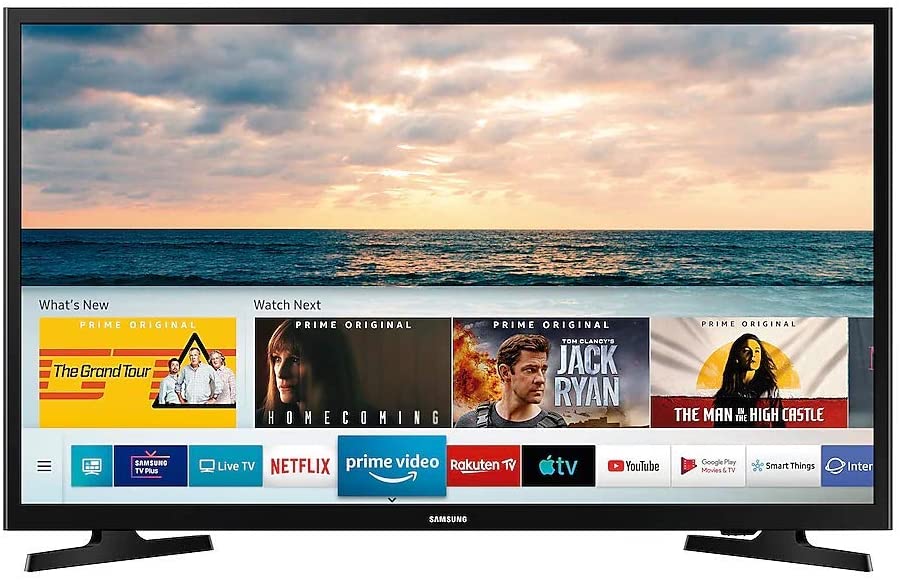 What's New
Watch Next
PRIME ORIGINAL
The Grand Tour
PRIME ORIGINAL
HOMECOMING
PRIME ORIGINAL
TOM CLANCY'S
JACK
RYAN
PRIME ORIGINAL
THE MAN IN THE HIGH CASTLE
SAMSUNG
TV Plus
Live TV
NETFLIX
prime video
Rakuten TV
tv
YouTube
Google Play
Movies & TV
Smart Things
Inter
SAMSUNG